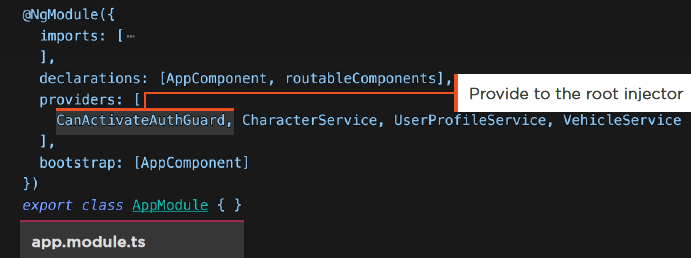 @NgModule({
imports: [⋯
],
declarations: [AppComponent, routableComponents],
providers: [
Provide to the root injector
CanActivateAuthGuard, CharacterService, UserProfileService, VehicleService
],
bootstrap: [AppComponent]
})
export class AppModule { }
app.module.ts